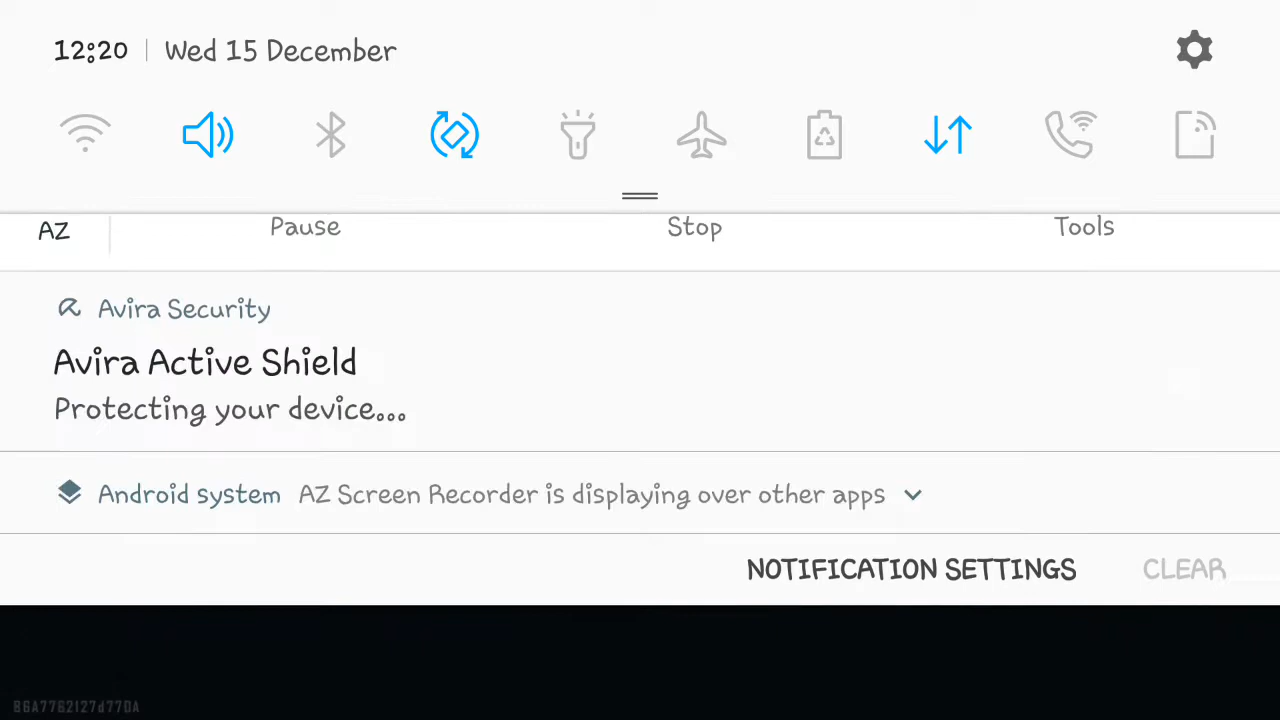 12:20 Wed 15 December
AZ Pause Stop Tools
Avira Security
Avira Active Shield
Protecting your device...
Android system AZ Screen Recorder is displaying over other apps
NOTIFICATION SETTINGS CLEAR
86A7762127d770A